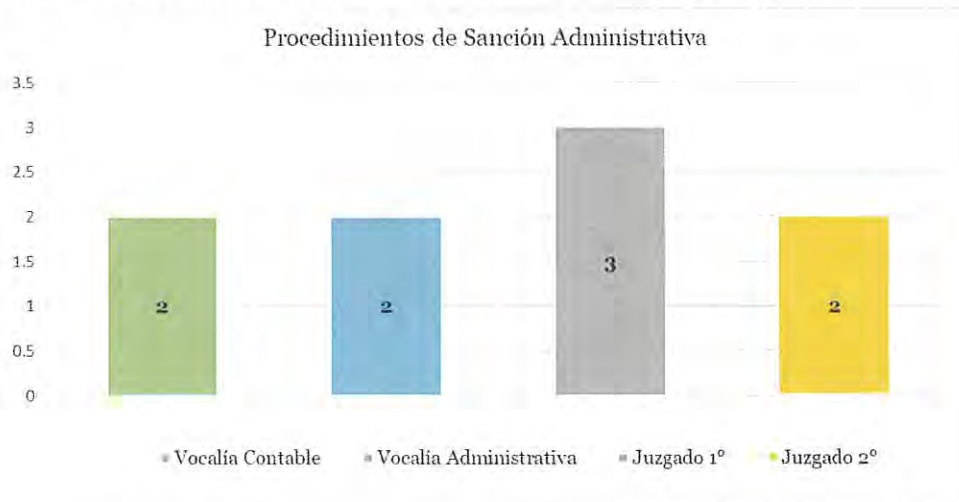 Procedimientos de Sanción Administrativa
3.5
3
2.5
2
1.5
1
0.5
0
2
2
3
2
Vocalía Contable
Vocalía Administrativa
Juzgado 1°
Juzgado 2°